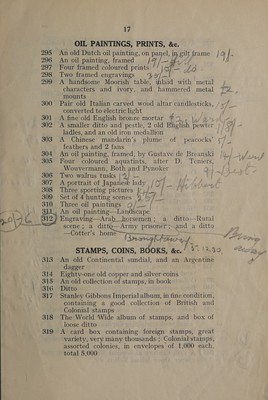 17
OIL PAINTINGS, PRINTS, &c.
295 An old Dutch oil painting, on panel, in gilt frame 19/-
296 An oil painting, framed
297 Four framed coloured prints
298 Two framed engravings
299 A handsome Moorish table, inlaid with metal
characters and ivory, and hammered metal
mounts
300 Pair old Italian carved wood altar candlesticks,
converted to electric light
301 A fine old English bronze mortar
302 A smaller ditto and pestle, 2 old English pewter
ladles, and an old iron medallion
303 A Chinese mandarin's plume of peacocks'
feathers and 2 fans
304 An oil painting, framed, by Gustave de Breanski
305 Four coloured aquatints, after D. Teniers,
Wouvermann, Both and Pynoker
306 Two walrus tusks
307 A portrait of Japanese lady
308 Three sporting pictures
309 Set of 4 hunting scenes
310 Three oil paintings
311 An oil painting—Landscape
312 Engraving—Arab horsemen; a ditto—Rural
scene; a ditto—Army prisoner; and a ditto
—Cotter's home
STAMPS, COINS, BOOKS, &c.
313 An old Continental sundial, and an Argentine
dagger
314 Eighty-one old copper and silver coins
315 An old collection of stamps, in book
316 Ditto
317 Stanley Gibbons Imperial album, in fine condition,
containing a good collection of British and
Colonial stamps
318 The World Wide album of stamps, and box of
loose ditto
319 A card box containing foreign stamps, great
variety, very many thousands; Colonial stamps,
assorted colonies, in envelopes of 1,000 each,
total 5,000